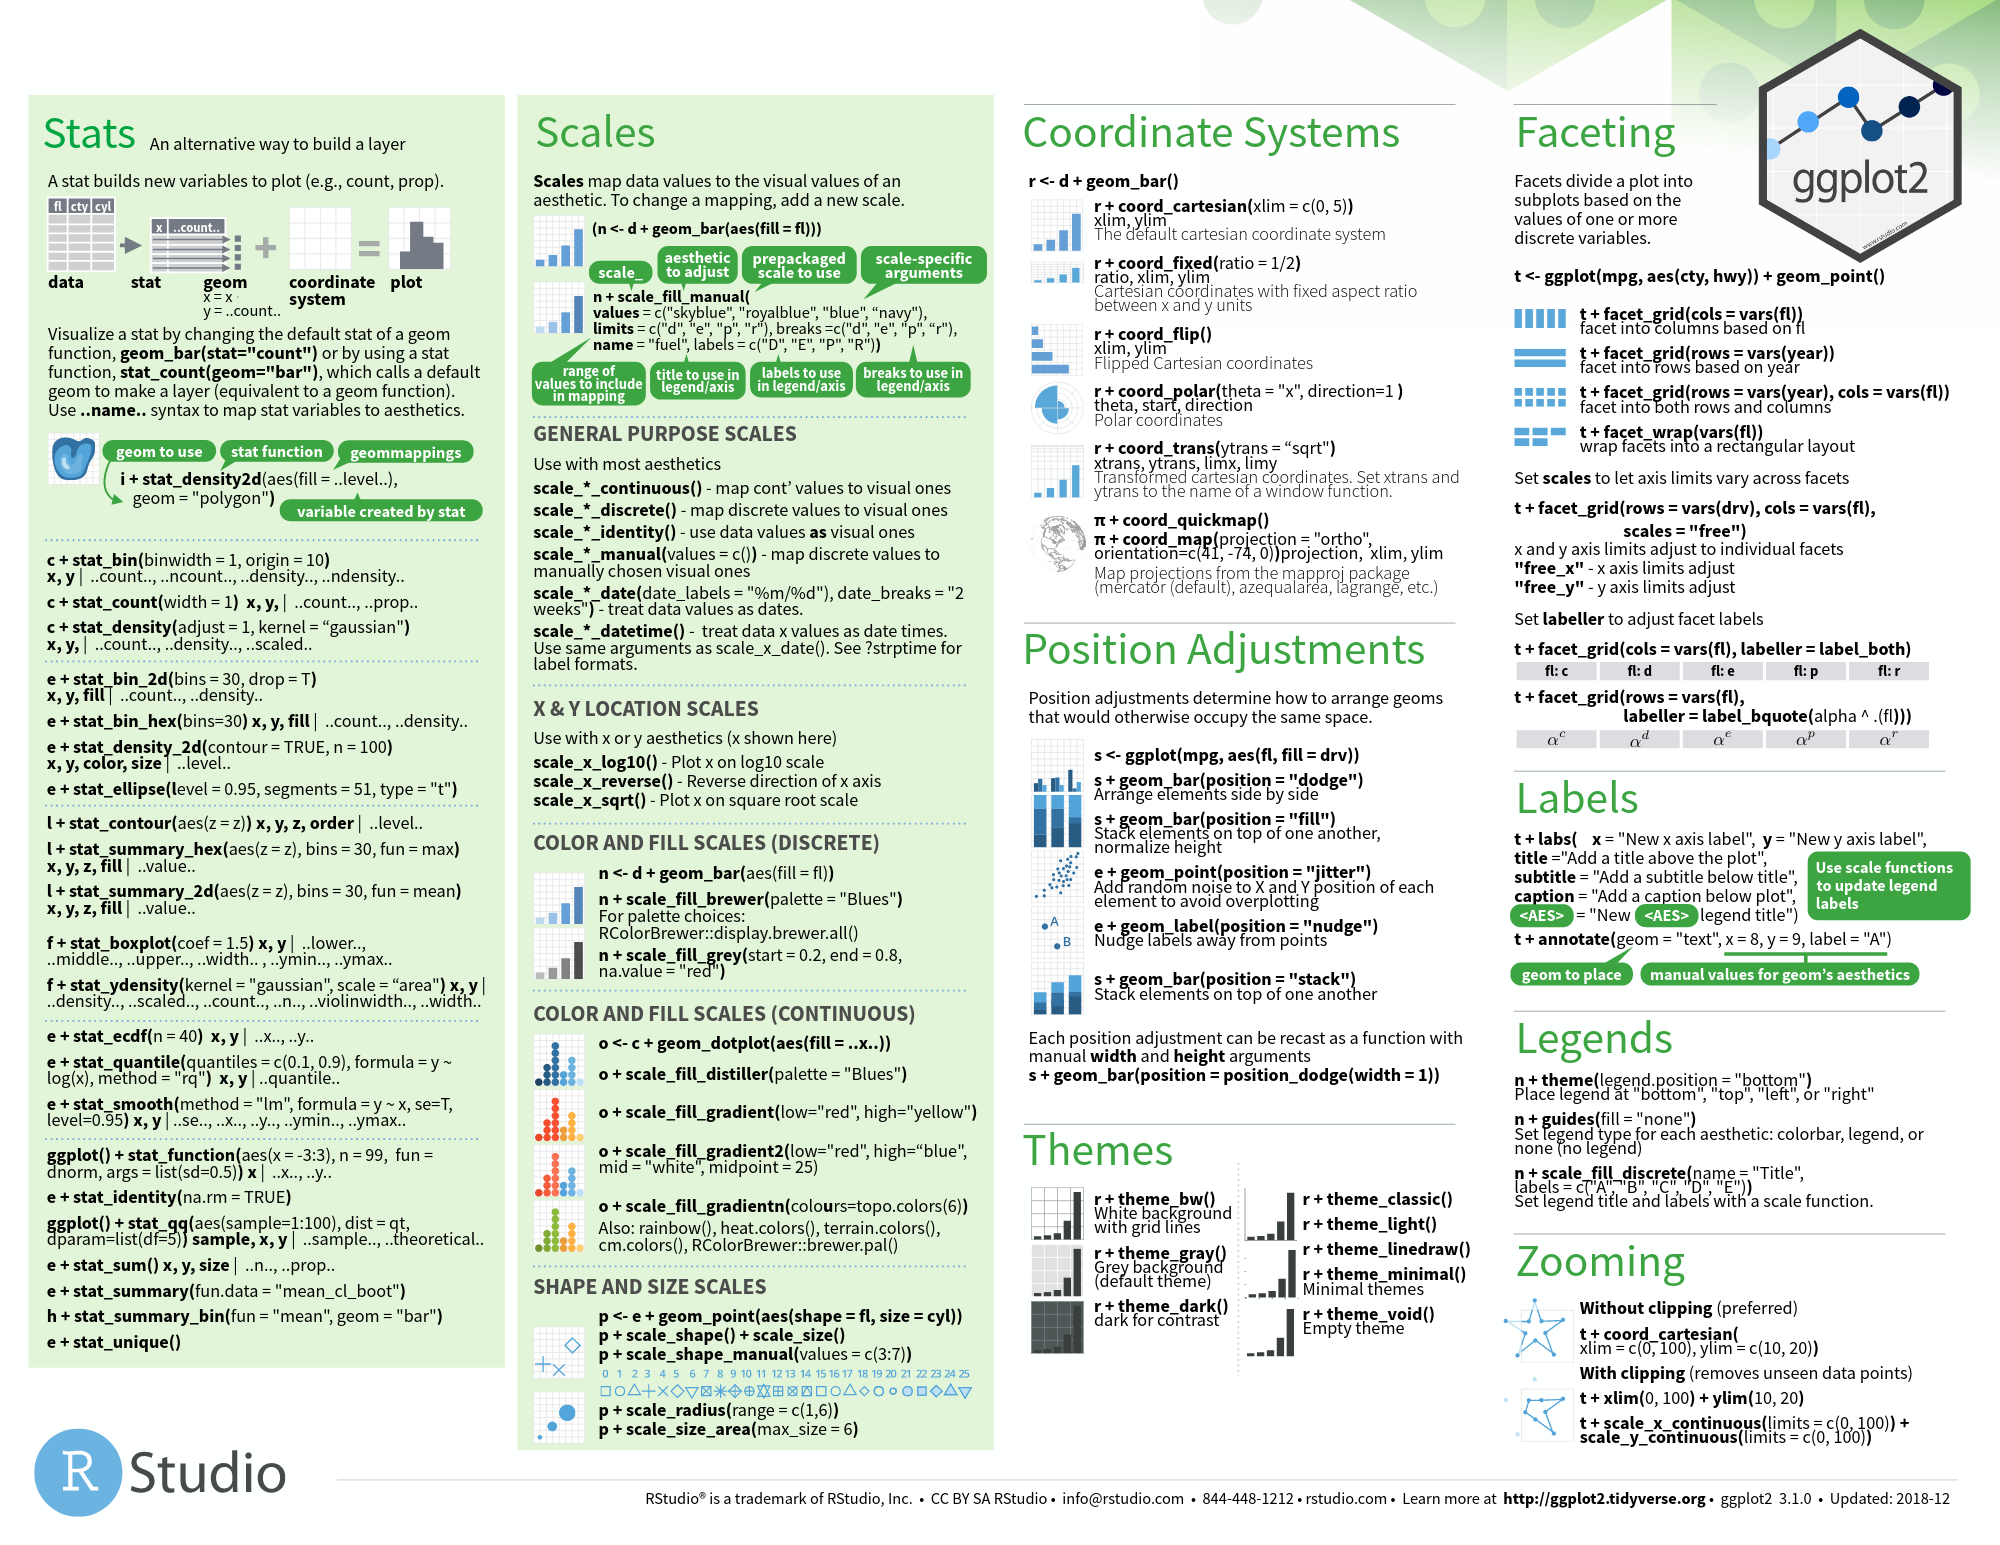 Stats An alternative way to build a layer
A stat builds new variables to plot (e.g., count, prop).
fl cty cyl
x ..count..
data stat geom coordinate plot
x = x · system
y = ..count..
Visualize a stat by changing the default stat of a geom
function, geom_bar(stat="count") or by using a stat
function, stat_count(geom="bar"), which calls a default
geom to make a layer (equivalent to a geom function).
Use ..name.. syntax to map stat variables to aesthetics.
geom to use stat function geommappings
i + stat_density2d(aes(fill = ..level..),
geom = "polygon")
variable created by stat
c + stat_bin(binwidth = 1, origin = 10)
x, y | ..count.., ..ncount.., ..density.., ..ndensity..
c + stat_count(width = 1) x, y, | ..count.., ..prop..
c + stat_density(adjust = 1, kernel = “gaussian")
x, y, | ..count.., ..density.., ..scaled..
e + stat_bin_2d(bins = 30, drop = T)
x, y, fill | ..count.., ..density..
e + stat_bin_hex(bins=30) x, y, fill | ..count.., ..density..
e + stat_density_2d(contour = TRUE, n = 100)
x, y, color, size | ..level..
e + stat_ellipse(level = 0.95, segments = 51, type = "t")
l + stat_contour(aes(z = z)) x, y, z, order | ..level..
l + stat_summary_hex(aes(z = z), bins = 30, fun = max)
x, y, z, fill | ..value..
l + stat_summary_2d(aes(z = z), bins = 30, fun = mean)
x, y, z, fill | ..value..
f + stat_boxplot(coef = 1.5) x, y | ..lower..,
..middle.., ..upper.., ..width.. , ..ymin.., ..ymax..
f + stat_ydensity(kernel = "gaussian", scale = “area") x, y |
..density.., ..scaled.., ..count.., ..n.., ..violinwidth.., ..width..
e + stat_ecdf(n = 40) x, y | ..x.., ..y..
e + stat_quantile(quantiles = c(0.1, 0.9), formula = y ~
log(x), method = "rq") x, y | ..quantile..
e + stat_smooth(method = "lm", formula = y ~ x, se=T,
level=0.95) x, y | ..se.., ..x.., ..y.., ..ymin.., ..ymax..
ggplot() + stat_function(aes(x = -3:3), n = 99, fun =
dnorm, args = list(sd=0.5)) x | ..x.., ..y..
e + stat_identity(na.rm = TRUE)
ggplot() + stat_qq(aes(sample=1:100), dist = qt,
dparam=list(df=5)) sample, x, y | ..sample.., ..theoretical..
e + stat_sum() x, y, size | ..n.., ..prop..
e + stat_summary(fun.data = "mean_cl_boot")
h + stat_summary_bin(fun = "mean", geom = "bar")
e + stat_unique()
Scales
Scales map data values to the visual values of an
aesthetic. To change a mapping, add a new scale.
(n <- d + geom_bar(aes(fill = fl)))
scale_ aesthetic to adjust prepackaged scale to use scale-specific arguments
n + scale_fill_manual(
values = c("skyblue", "royalblue", "blue", “navy"),
limits = c("d", "e", "p", "r"), breaks =c("d", "e", "p", “r"),
name = "fuel", labels = c("D", "E", "P", "R"))
range of values to include in mapping title to use in legend/axis labels to use in legend/axis breaks to use in legend/axis
GENERAL PURPOSE SCALES
Use with most aesthetics
scale_*_continuous() - map cont’ values to visual ones
scale_*_discrete() - map discrete values to visual ones
scale_*_identity() - use data values as visual ones
scale_*_manual(values = c()) - map discrete values to
manually chosen visual ones
scale_*_date(date_labels = "%m/%d"), date_breaks = "2
weeks") - treat data values as dates.
scale_*_datetime() - treat data x values as date times.
Use same arguments as scale_x_date(). See ?strptime for
label formats.
X & Y LOCATION SCALES
Use with x or y aesthetics (x shown here)
scale_x_log10() - Plot x on log10 scale
scale_x_reverse() - Reverse direction of x axis
scale_x_sqrt() - Plot x on square root scale
COLOR AND FILL SCALES (DISCRETE)
n <- d + geom_bar(aes(fill = fl))
n + scale_fill_brewer(palette = "Blues")
For palette choices:
RColorBrewer::display.brewer.all()
n + scale_fill_grey(start = 0.2, end = 0.8,
na.value = "red")
COLOR AND FILL SCALES (CONTINUOUS)
o <- c + geom_dotplot(aes(fill = ..x..))
o + scale_fill_distiller(palette = "Blues")
o + scale_fill_gradient(low="red", high="yellow")
o + scale_fill_gradient2(low="red", high=“blue",
mid = "white", midpoint = 25)
o + scale_fill_gradientn(colours=topo.colors(6))
Also: rainbow(), heat.colors(), terrain.colors(),
cm.colors(), RColorBrewer::brewer.pal()
SHAPE AND SIZE SCALES
p <- e + geom_point(aes(shape = fl, size = cyl))
p + scale_shape() + scale_size()
p + scale_shape_manual(values = c(3:7))
0 1 2 3 4 5 6 7 8 9 10 11 12 13 14 15 16 17 18 19 20 21 22 23 24 25
p + scale_radius(range = c(1,6))
p + scale_size_area(max_size = 6)
Coordinate Systems
r <- d + geom_bar()
r + coord_cartesian(xlim = c(0, 5))
xlim, ylim
The default cartesian coordinate system
r + coord_fixed(ratio = 1/2)
ratio, xlim, ylim
Cartesian coordinates with fixed aspect ratio
between x and y units
r + coord_flip()
xlim, ylim
Flipped Cartesian coordinates
r + coord_polar(theta = "x", direction=1 )
theta, start, direction
Polar coordinates
r + coord_trans(ytrans = “sqrt")
xtrans, ytrans, limx, limy
Transformed cartesian coordinates. Set xtrans and
ytrans to the name of a window function.
π + coord_quickmap()
π + coord_map(projection = "ortho",
orientation=c(41, -74, 0))projection, xlim, ylim
Map projections from the mapproj package
(mercator (default), azequalarea, lagrange, etc.)
Position Adjustments
Position adjustments determine how to arrange geoms
that would otherwise occupy the same space.
s <- ggplot(mpg, aes(fl, fill = drv))
s + geom_bar(position = "dodge")
Arrange elements side by side
s + geom_bar(position = "fill")
Stack elements on top of one another,
normalize height
e + geom_point(position = "jitter")
Add random noise to X and Y position of each
element to avoid overplotting
A
B
e + geom_label(position = "nudge")
Nudge labels away from points
s + geom_bar(position = "stack")
Stack elements on top of one another
Each position adjustment can be recast as a function with
manual width and height arguments
s + geom_bar(position = position_dodge(width = 1))
Themes
r + theme_bw()
White background
with grid lines
r + theme_gray()
Grey background
(default theme)
r + theme_dark()
dark for contrast
r + theme_classic()
r + theme_light()
r + theme_linedraw()
r + theme_minimal()
Minimal themes
r + theme_void()
Empty theme
Faceting
Facets divide a plot into
subplots based on the
values of one or more
discrete variables.
ggplot2
www.rstudio.com
t <- ggplot(mpg, aes(cty, hwy)) + geom_point()
t + facet_grid(cols = vars(fl))
facet into columns based on fl
t + facet_grid(rows = vars(year))
facet into rows based on year
t + facet_grid(rows = vars(year), cols = vars(fl))
facet into both rows and columns
t + facet_wrap(vars(fl))
wrap facets into a rectangular layout
Set scales to let axis limits vary across facets
t + facet_grid(rows = vars(drv), cols = vars(fl),
scales = "free")
x and y axis limits adjust to individual facets
"free_x" - x axis limits adjust
"free_y" - y axis limits adjust
Set labeller to adjust facet labels
t + facet_grid(cols = vars(fl), labeller = label_both)
fl: c fl: d fl: e fl: p fl: r
t + facet_grid(rows = vars(fl),
labeller = label_bquote(alpha ^ .(fl)))
α^c α^d α^e α^p α^r
Labels
t + labs( x = "New x axis label", y = "New y axis label",
title ="Add a title above the plot",
subtitle = "Add a subtitle below title",
caption = "Add a caption below plot",
<AES> = "New <AES> legend title")
Use scale functions
to update legend
labels
t + annotate(geom = "text", x = 8, y = 9, label = "A")
geom to place manual values for geom’s aesthetics
Legends
n + theme(legend.position = "bottom")
Place legend at "bottom", "top", "left", or "right"
n + guides(fill = "none")
Set legend type for each aesthetic: colorbar, legend, or
none (no legend)
n + scale_fill_discrete(name = "Title",
labels = c("A", "B", "C", "D", "E"))
Set legend title and labels with a scale function.
Zooming
Without clipping (preferred)
t + coord_cartesian(
xlim = c(0, 100), ylim = c(10, 20))
With clipping (removes unseen data points)
t + xlim(0, 100) + ylim(10, 20)
t + scale_x_continuous(limits = c(0, 100)) +
scale_y_continuous(limits = c(0, 100))
R Studio
RStudio® is a trademark of RStudio, Inc. • CC BY SA RStudio • info@rstudio.com • 844-448-1212 • rstudio.com • Learn more at http://ggplot2.tidyverse.org • ggplot2 3.1.0 • Updated: 2018-12